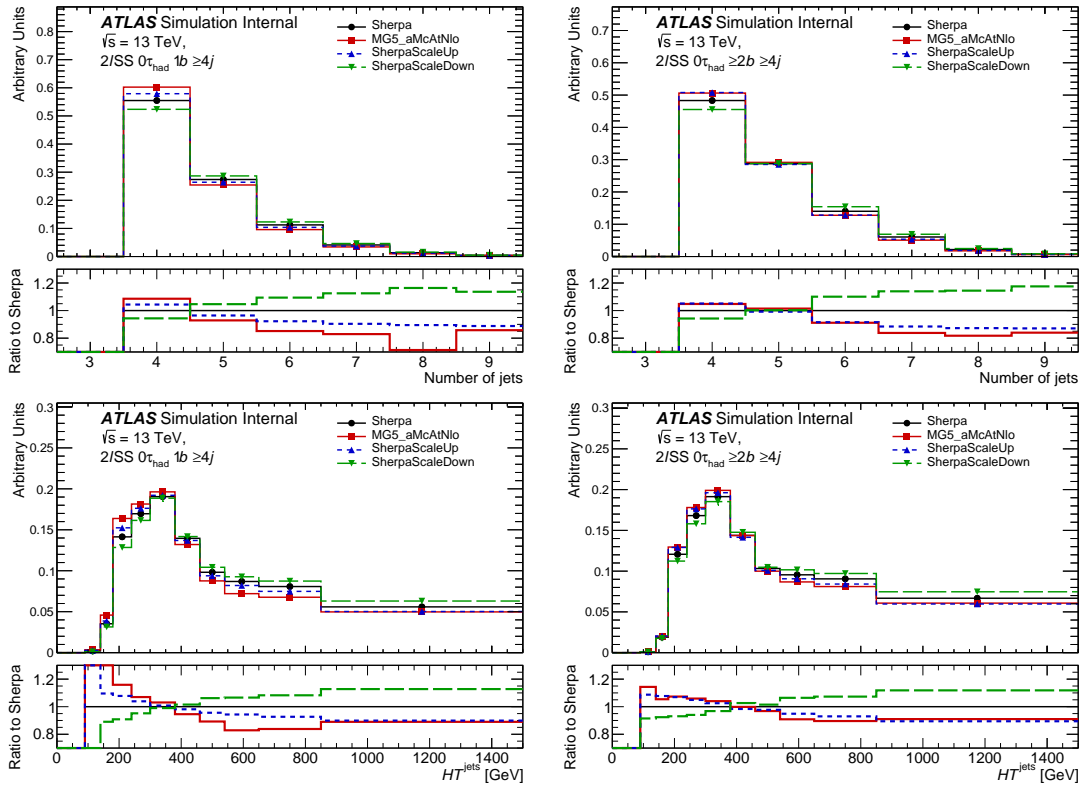 Arbitrary Units
0.8
0.7
0.6
0.5
0.4
0.3
0.2
0.1
0
ATLAS Simulation Internal
√s = 13 TeV,
2lSS 0τhad 1b ≥4j
Sherpa
MG5_aMcAtNlo
SherpaScaleUp
SherpaScaleDown
Ratio to Sherpa
1.2
1
0.8
3 4 5 6 7 8 9
Number of jets
Arbitrary Units
0.7
0.6
0.5
0.4
0.3
0.2
0.1
0
ATLAS Simulation Internal
√s = 13 TeV,
2lSS 0τhad ≥2b ≥4j
Sherpa
MG5_aMcAtNlo
SherpaScaleUp
SherpaScaleDown
Ratio to Sherpa
1.2
1
0.8
3 4 5 6 7 8 9
Number of jets
Arbitrary Units
0.3
0.25
0.2
0.15
0.1
0.05
0
ATLAS Simulation Internal
√s = 13 TeV,
2lSS 0τhad 1b ≥4j
Sherpa
MG5_aMcAtNlo
SherpaScaleUp
SherpaScaleDown
Ratio to Sherpa
1.2
1
0.8
0 200 400 600 800 1000 1200 1400
HTjets [GeV]
Arbitrary Units
0.3
0.25
0.2
0.15
0.1
0.05
0
ATLAS Simulation Internal
√s = 13 TeV,
2lSS 0τhad ≥2b ≥4j
Sherpa
MG5_aMcAtNlo
SherpaScaleUp
SherpaScaleDown
Ratio to Sherpa
1.2
1
0.8
0 200 400 600 800 1000 1200 1400
HTjets [GeV]